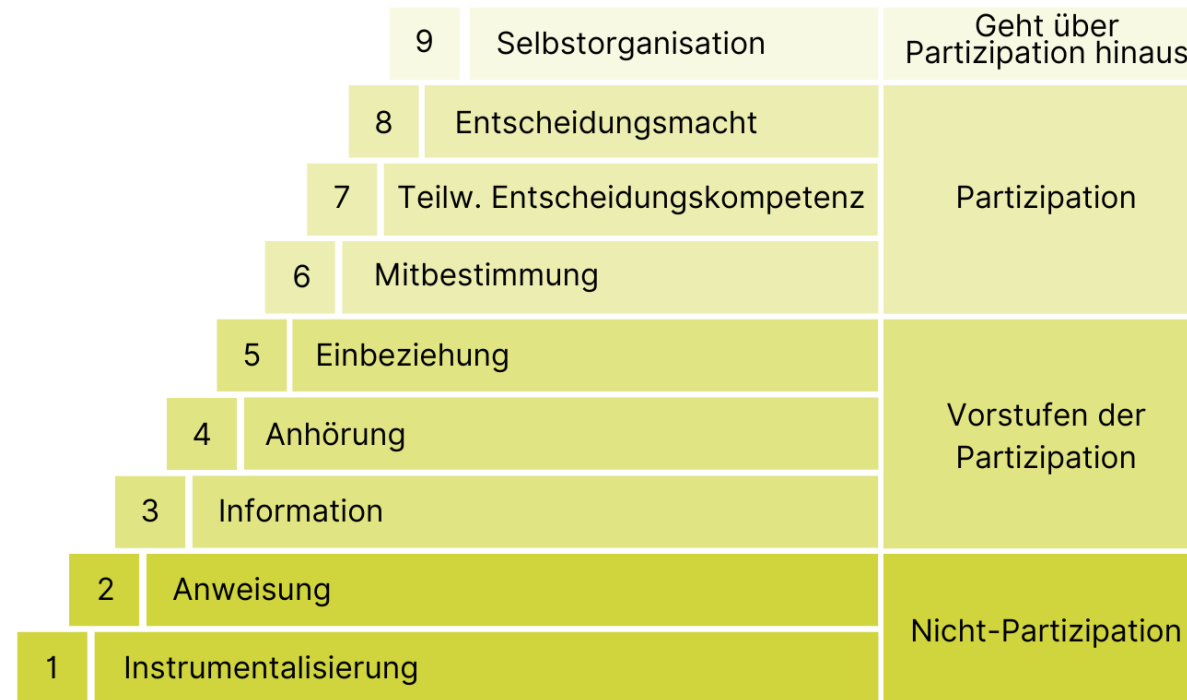 9 Selbstorganisation
Geht über
Partizipation hinaus
8 Entscheidungsmacht
7 Teilw. Entscheidungskompetenz
Partizipation
6 Mitbestimmung
5 Einbeziehung
4 Anhörung
Vorstufen der
Partizipation
3 Information
2 Anweisung
Nicht-Partizipation
1 Instrumentalisierung